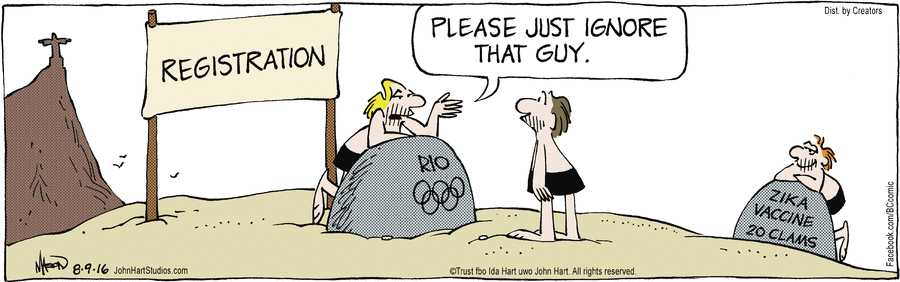 Dist. by Creators
REGISTRATION
PLEASE JUST IGNORE
THAT GUY.
RIO
ZIKA
VACCINE
20 CLAMS
Facebook.com/BCcomic
MASON
8·9·16
JohnHartStudios.com
©Trust fbo Ida Hart uwo John Hart. All rights reserved.